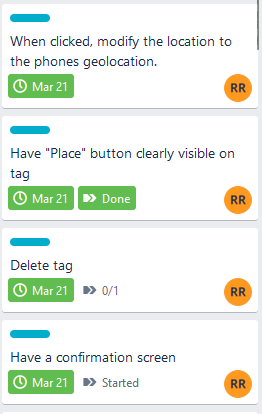 When clicked, modify the location to
the phones geolocation.
Mar 21
RR
Have "Place" button clearly visible on
tag
Mar 21 Done
RR
Delete tag
Mar 21 0/1
RR
Have a confirmation screen
Mar 21 Started
RR